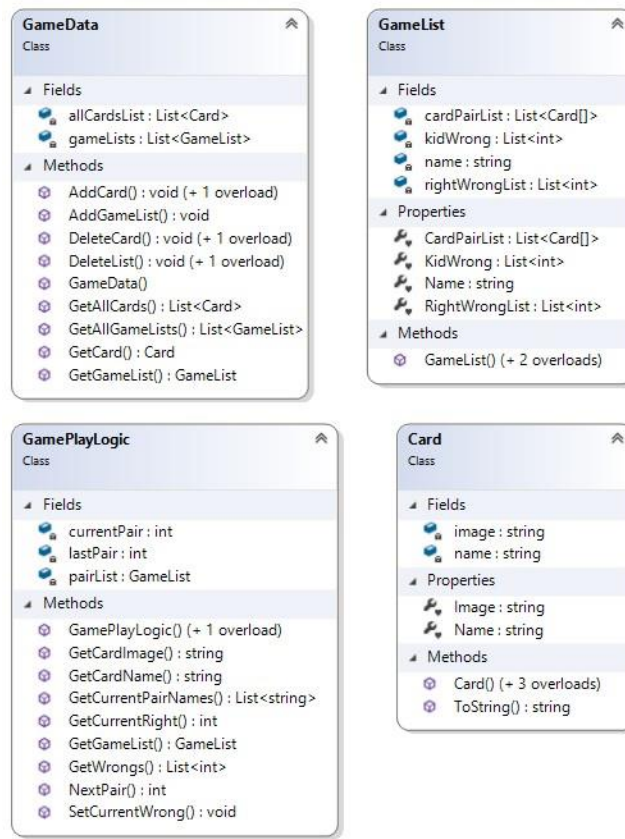 GameData
Class
Fields
allCardsList : List<Card>
gameLists : List<GameList>
Methods
AddCard() : void (+ 1 overload)
AddGameList() : void
DeleteCard() : void (+ 1 overload)
DeleteList() : void (+ 1 overload)
GameData()
GetAllCards() : List<Card>
GetAllGameLists() : List<GameList>
GetCard() : Card
GetGameList() : GameList
GameList
Class
Fields
cardPairList : List<Card[]>
kidWrong : List<int>
name : string
rightWrongList : List<int>
Properties
CardPairList : List<Card[]>
KidWrong : List<int>
Name : string
RightWrongList : List<int>
Methods
GameList() (+ 2 overloads)
GamePlayLogic
Class
Fields
currentPair : int
lastPair : int
pairList : GameList
Methods
GamePlayLogic() (+ 1 overload)
GetCardImage() : string
GetCardName() : string
GetCurrentPairNames() : List<string>
GetCurrentRight() : int
GetGameList() : GameList
GetWrongs() : List<int>
NextPair() : int
SetCurrentWrong() : void
Card
Class
Fields
image : string
name : string
Properties
Image : string
Name : string
Methods
Card() (+ 3 overloads)
ToString() : string